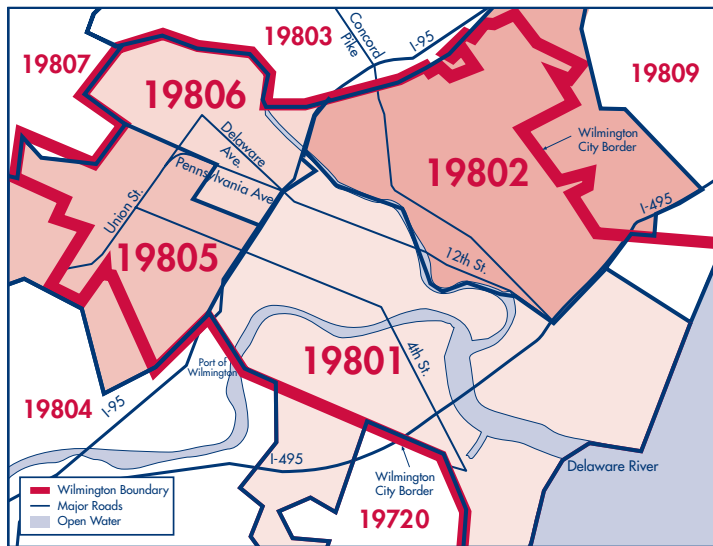 19803
Concord
Pike
I-95
19807
19806
19809
Delaware
Ave.
Wilmington
City Border
Pennsylvania Ave.
19802
Union St.
I-495
19805
12th St.
19801
Port of
Wilmington
4th St.
19804
I-95
I-495
Wilmington
City Border
Delaware River
19720
Wilmington Boundary
Major Roads
Open Water